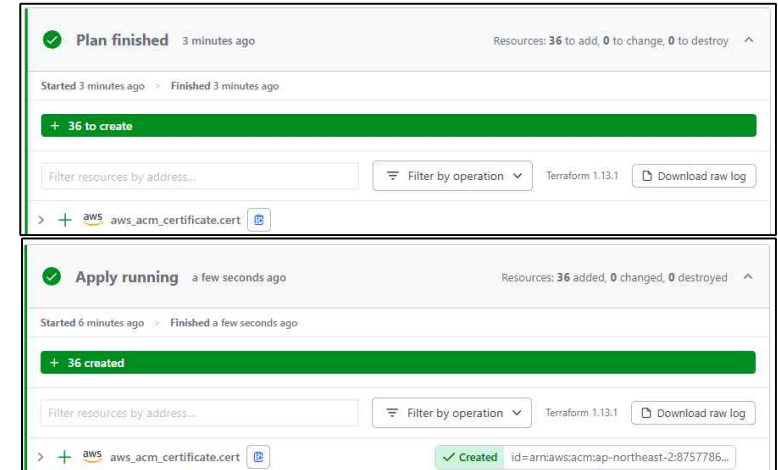 Plan finished 3 minutes ago Resources: 36 to add, 0 to change, 0 to destroy
Started 3 minutes ago > Finished 3 minutes ago
+ 36 to create
Filter resources by address... Filter by operation Terraform 1.13.1 Download raw log
aws aws_acm_certificate.cert
Apply running a few seconds ago Resources: 36 added, 0 changed, 0 destroyed
Started 6 minutes ago > Finished a few seconds ago
+ 36 created
Filter resources by address... Filter by operation Terraform 1.13.1 Download raw log
aws aws_acm_certificate.cert Created id=arn:aws:acm:ap-northeast-2:8757786...